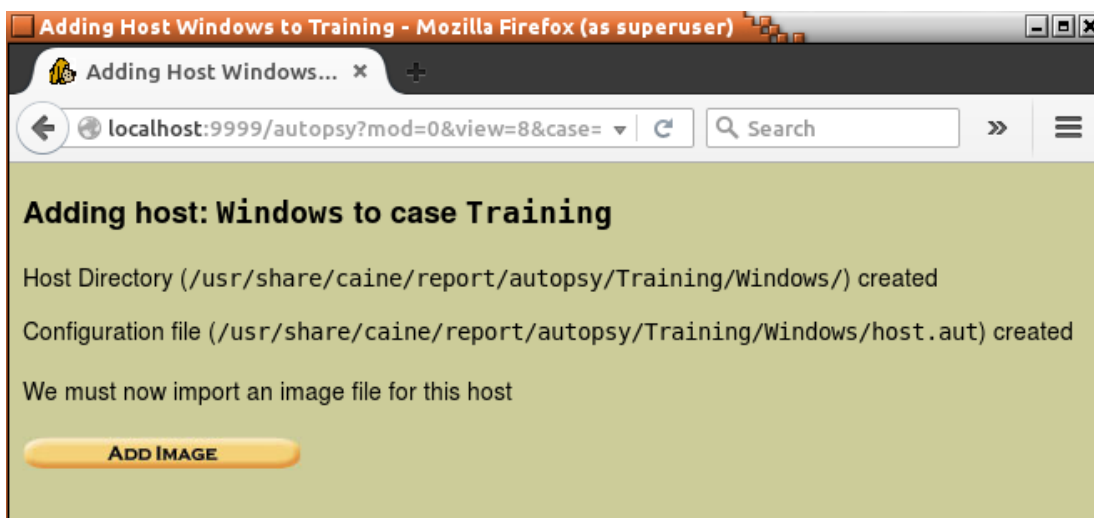 Adding Host Windows to Training - Mozilla Firefox (as superuser)
Adding Host Windows... ×
localhost:9999/autopsy?mod=0&view=8&case= Search
Adding host: Windows to case Training
Host Directory (/usr/share/caine/report/autopsy/Training/Windows/) created
Configuration file (/usr/share/caine/report/autopsy/Training/Windows/host.aut) created
We must now import an image file for this host
ADD IMAGE